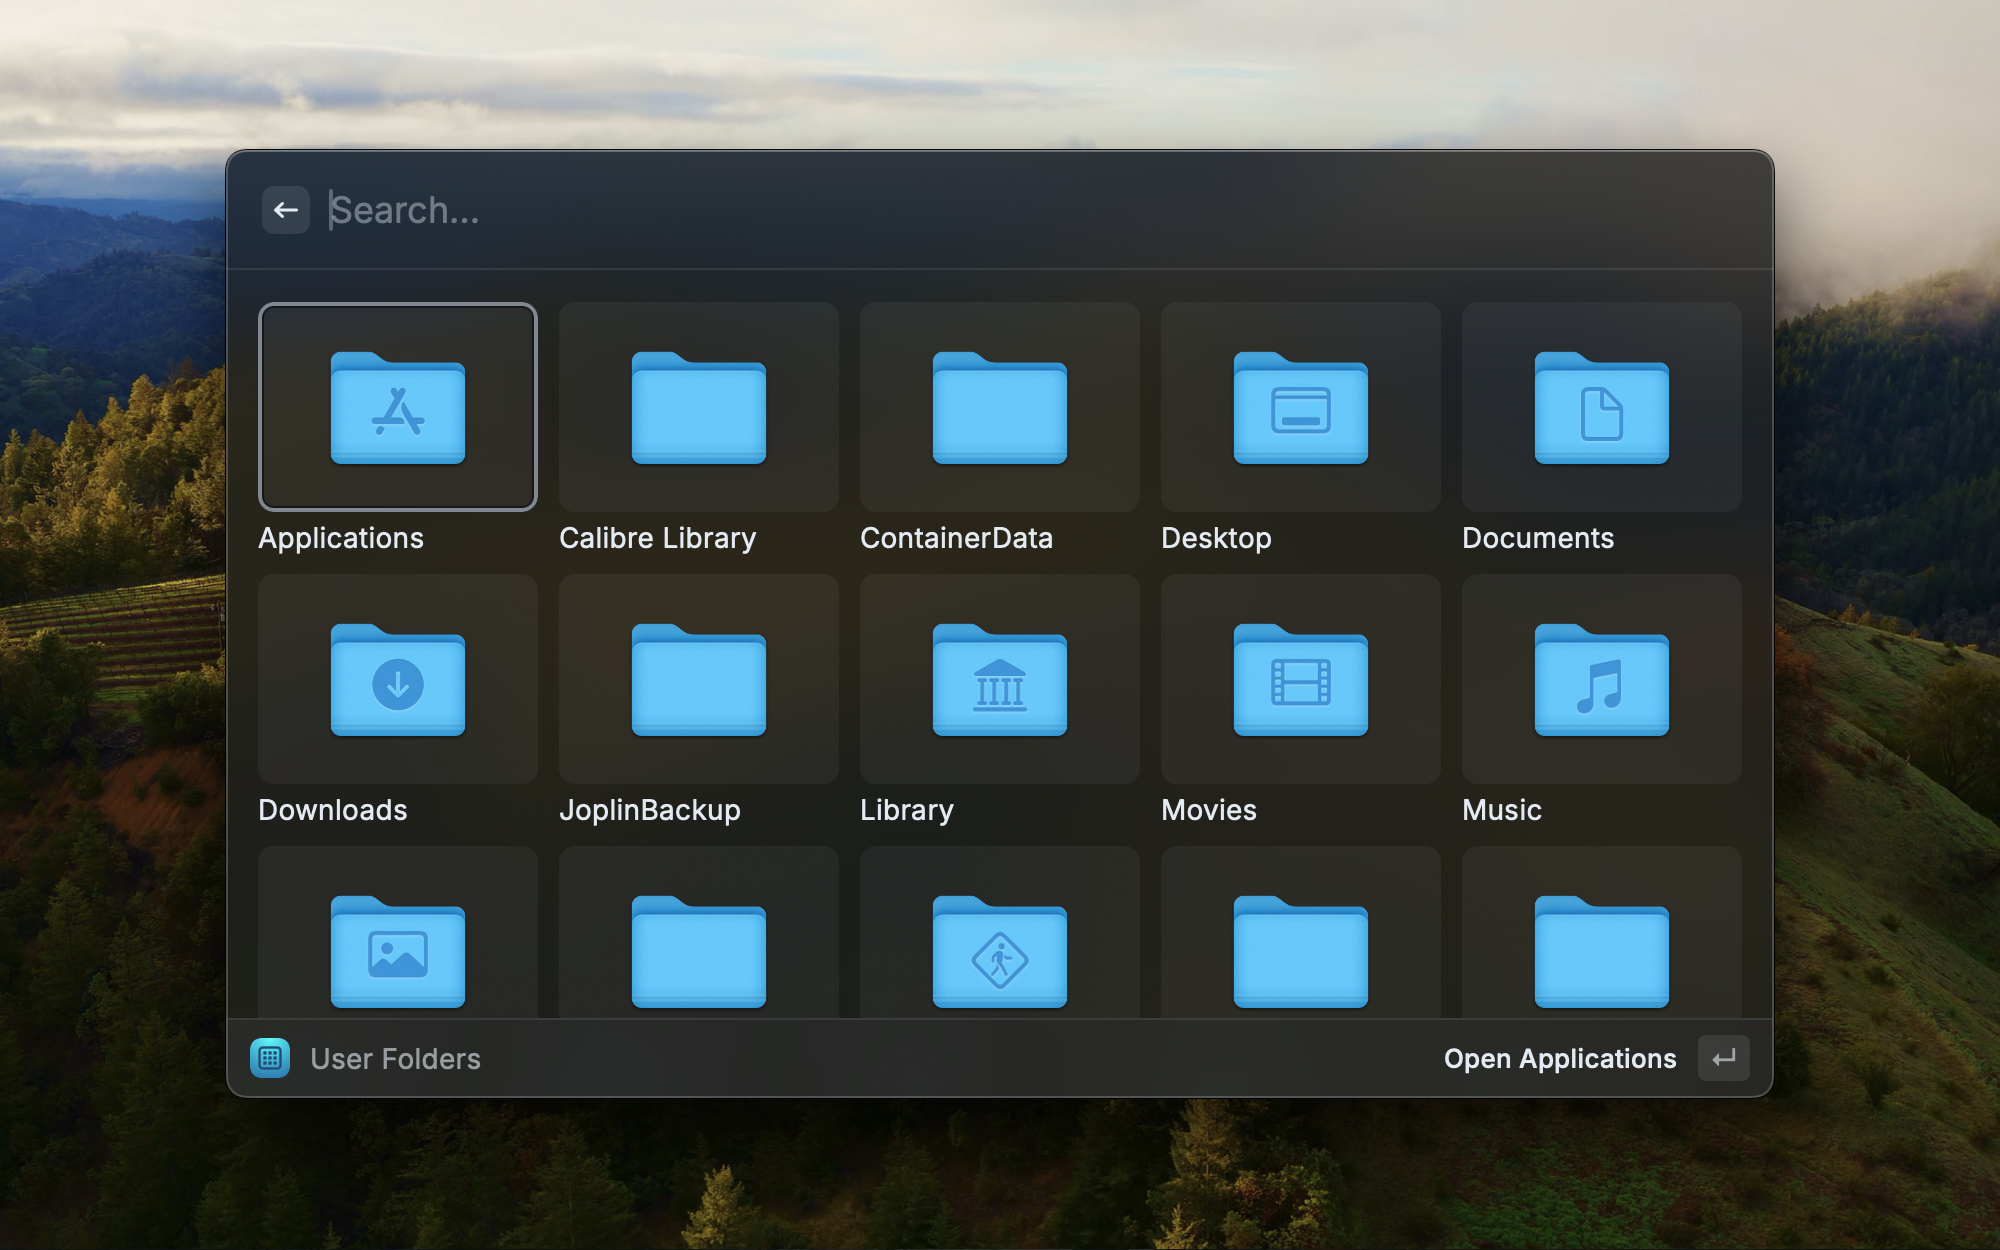 Search...
Applications
Calibre Library
ContainerData
Desktop
Documents
Downloads
JoplinBackup
Library
Movies
Music
User Folders
Open Applications